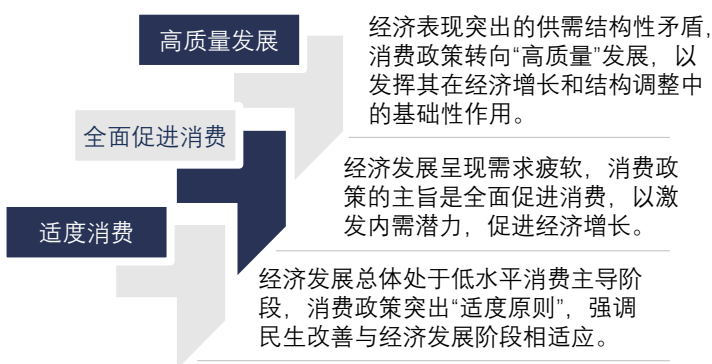 高质量发展
经济表现突出的供需结构性矛盾，
消费政策转向“高质量”发展，以
发挥其在经济增长和结构调整中
的基础性作用。
全面促进消费
经济发展呈现需求疲软，消费政
策的主旨是全面促进消费，以激
发内需潜力，促进经济增长。
适度消费
经济发展总体处于低水平消费主导阶
段，消费政策突出“适度原则”，强调
民生改善与经济发展阶段相适应。